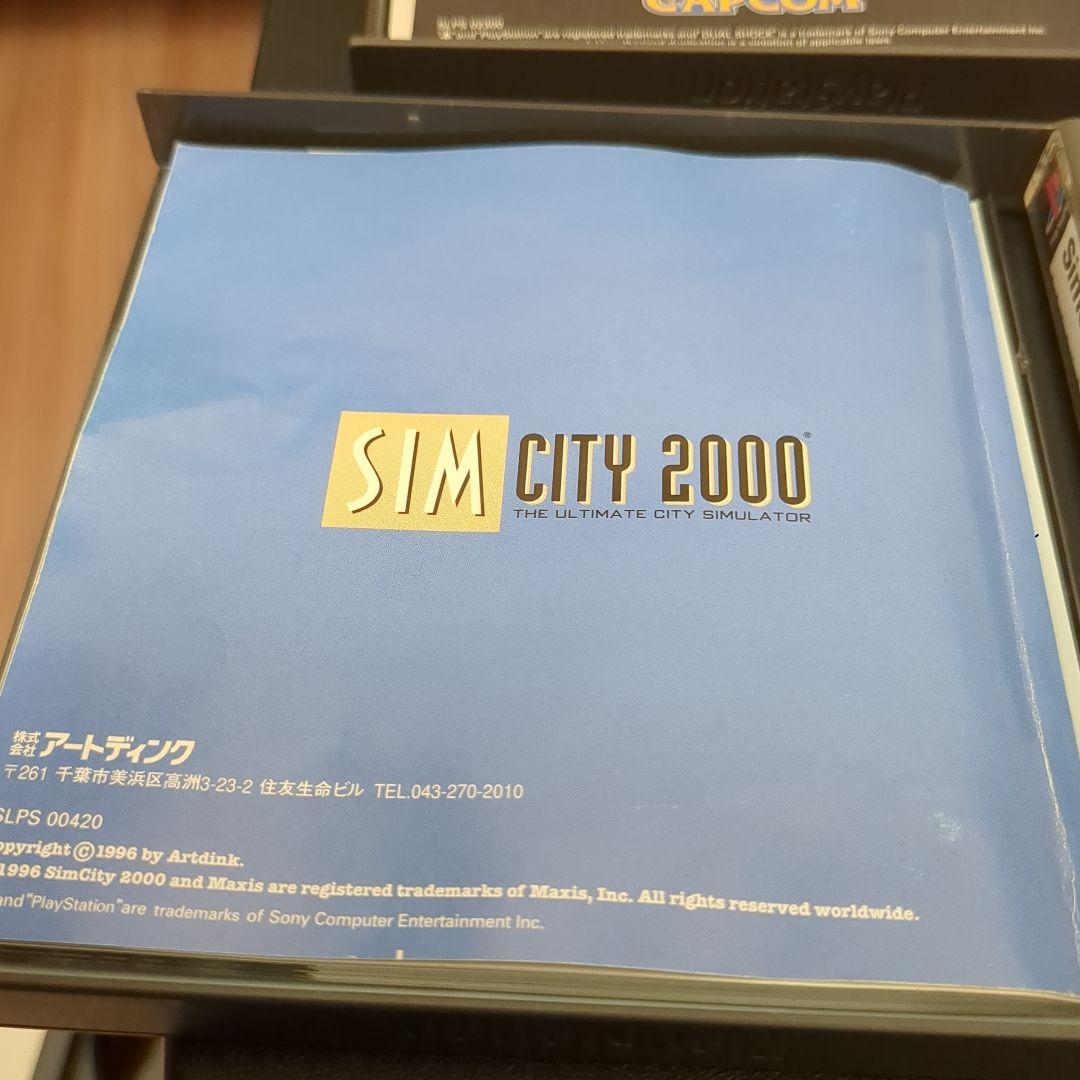 CAPCOM
PlayStation
SIM CITY 2000®
THE ULTIMATE CITY SIMULATOR
株式会社アートディンク
〒261 千葉市美浜区高洲3-23-2 住友生命ビル TEL.043-270-2010
SLPS 00420
opyright ©1996 by Artdink.
1996 SimCity 2000 and Maxis are registered trademarks of Maxis, Inc. All rights reserved worldwide.
and "PlayStation" are trademarks of Sony Computer Entertainment Inc.